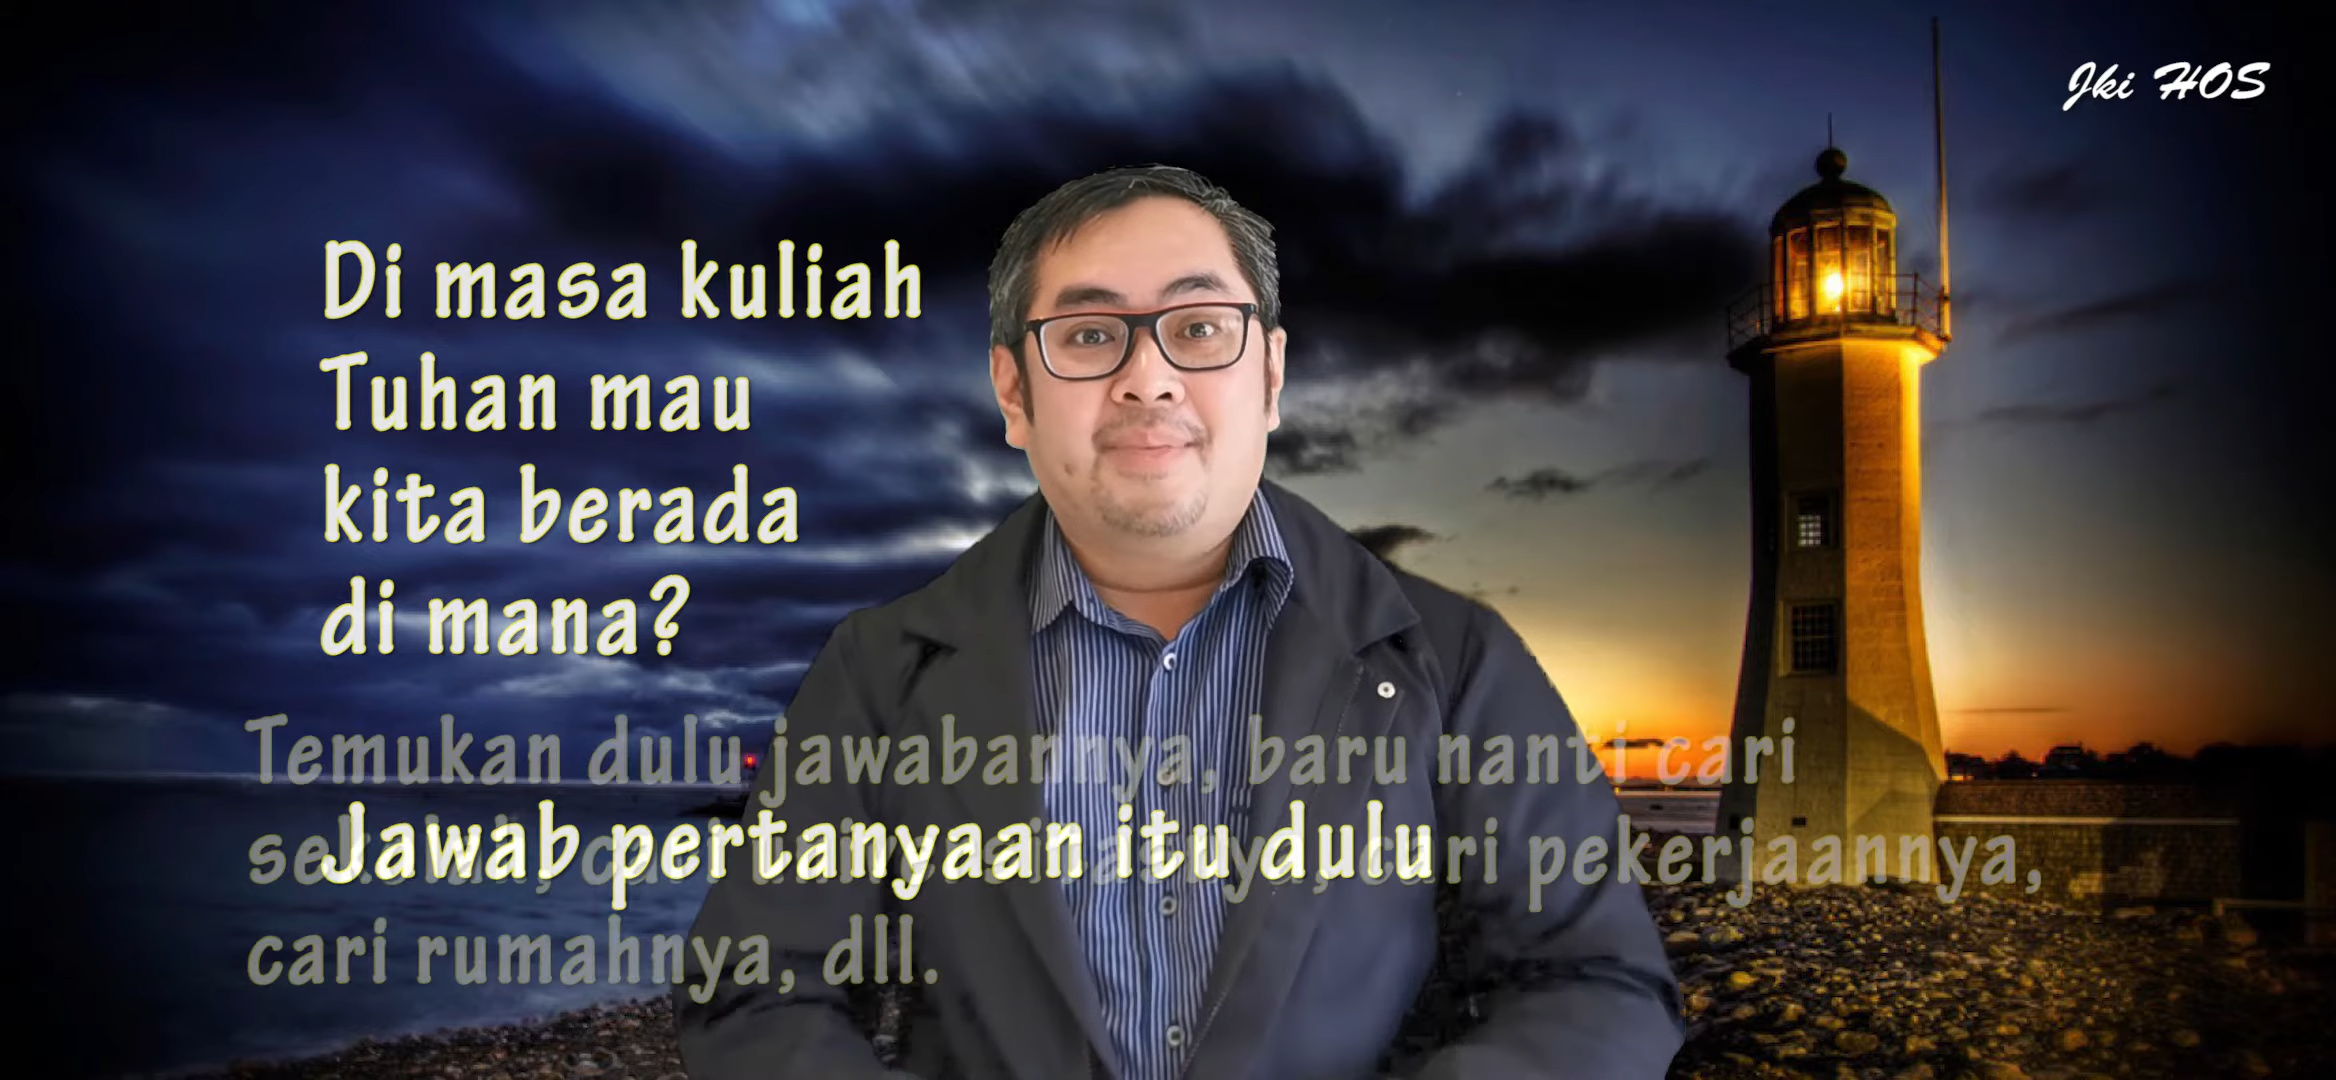 Jki HOS
Di masa kuliah
Tuhan mau
kita berada
di mana?
Temukan dulu jawabannya, baru nanti cari
Jawab pertanyaan itu dulu
cari pekerjaannya,
cari rumahnya, dll.